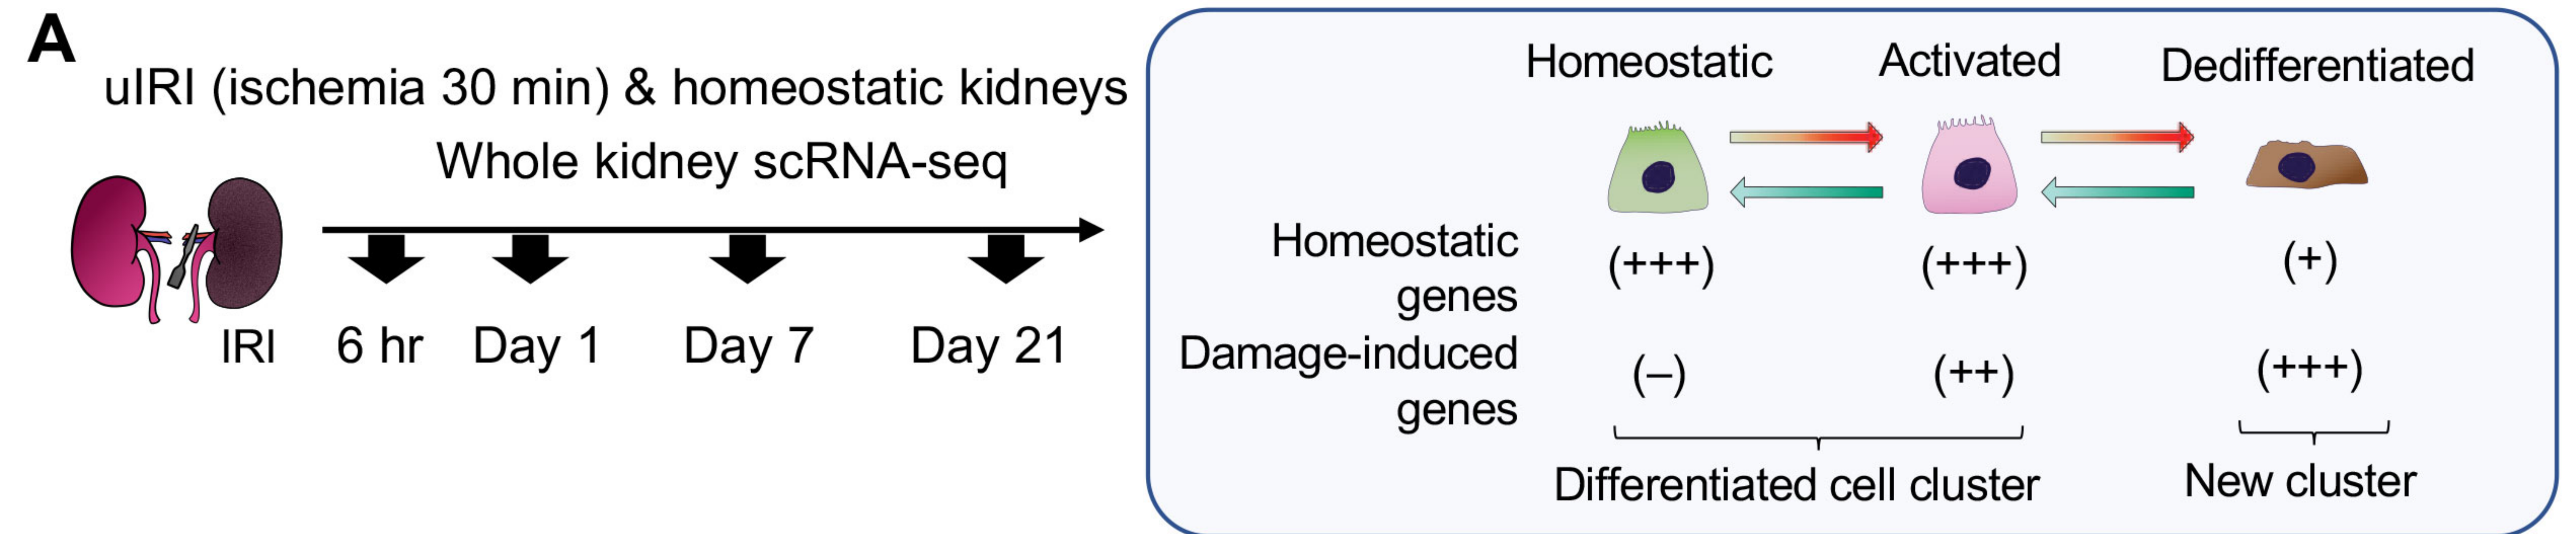 A
uIRI (ischemia 30 min) & homeostatic kidneys
Whole kidney scRNA-seq
IRI
6 hr
Day 1
Day 7
Day 21
Homeostatic
Activated
Dedifferentiated
Homeostatic
genes
(+++)
(+++)
(+)
Damage-induced
genes
(–)
(++)
(+++)
Differentiated cell cluster
New cluster